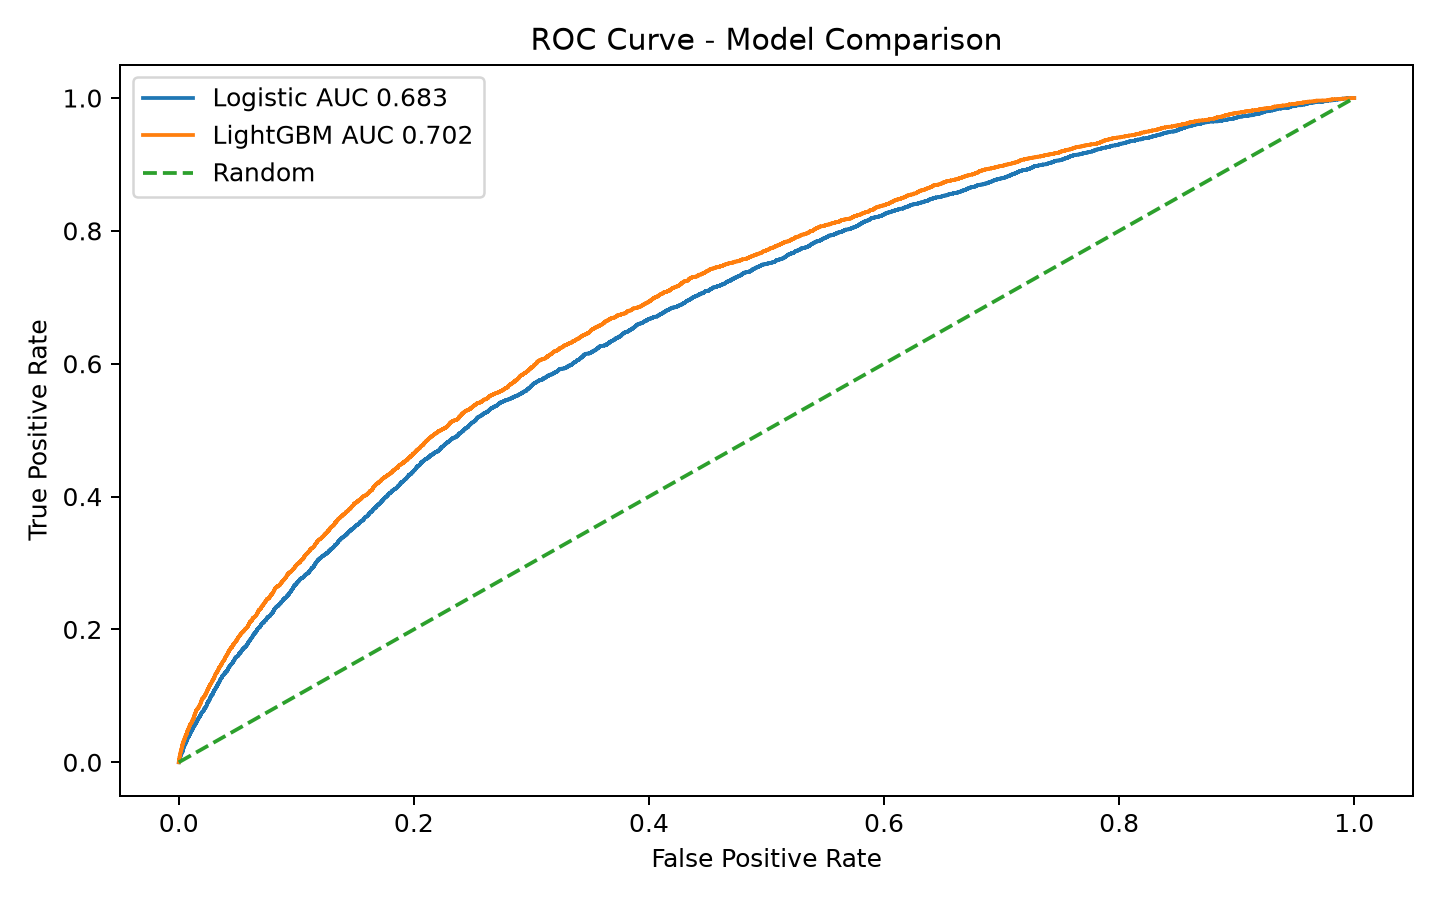 ROC Curve - Model Comparison
Logistic AUC 0.683
LightGBM AUC 0.702
Random
True Positive Rate
1.0
0.8
0.6
0.4
0.2
0.0
0.0 0.2 0.4 0.6 0.8 1.0
False Positive Rate